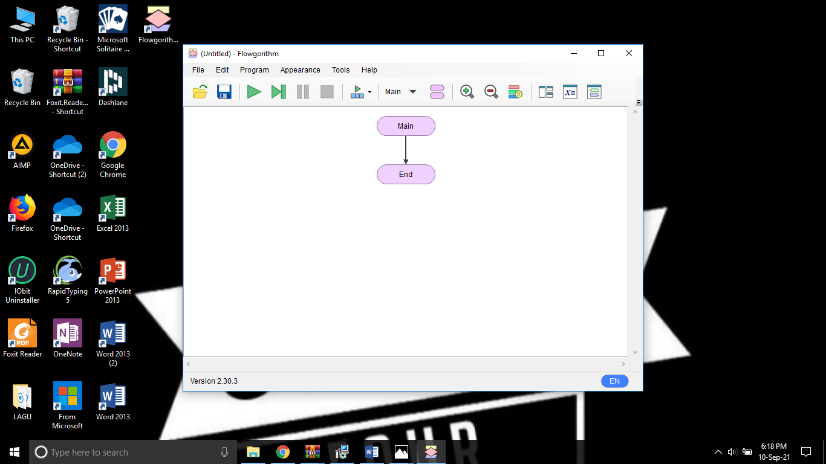 This PC
Recycle Bin -
Shortcut
Microsoft
Solitaire ...
Flowgorith...
Recycle Bin
Foxit.Reade...
- Shortcut
Dashlane
AIMP
OneDrive -
Shortcut (2)
Google
Chrome
Firefox
OneDrive -
Shortcut
Excel 2013
IObit
Uninstaller
RapidTyping
5
PowerPoint
2013
Foxit Reader
OneNote
Word 2013
(2)
LAGU
From
Microsoft
Word 2013
(Untitled) - Flowgorithm
File Edit Program Appearance Tools Help
Main
Main
End
Version 2.30.3
EN
Type here to search
6:18 PM
10-Sep-21